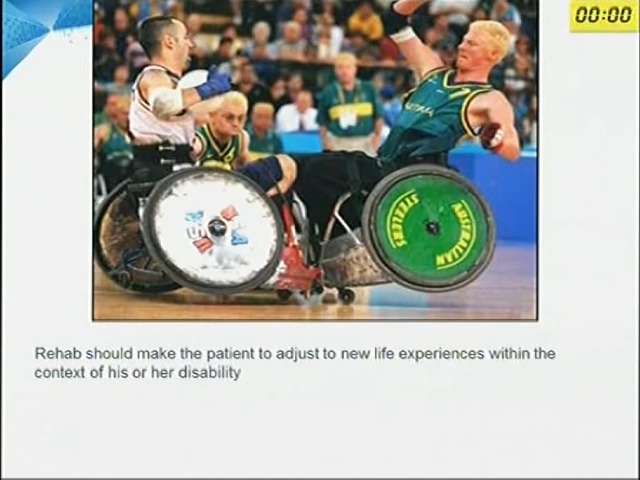 00:00
AUSTRALIAN
STEELERS
Rehab should make the patient to adjust to new life experiences within the
context of his or her disability